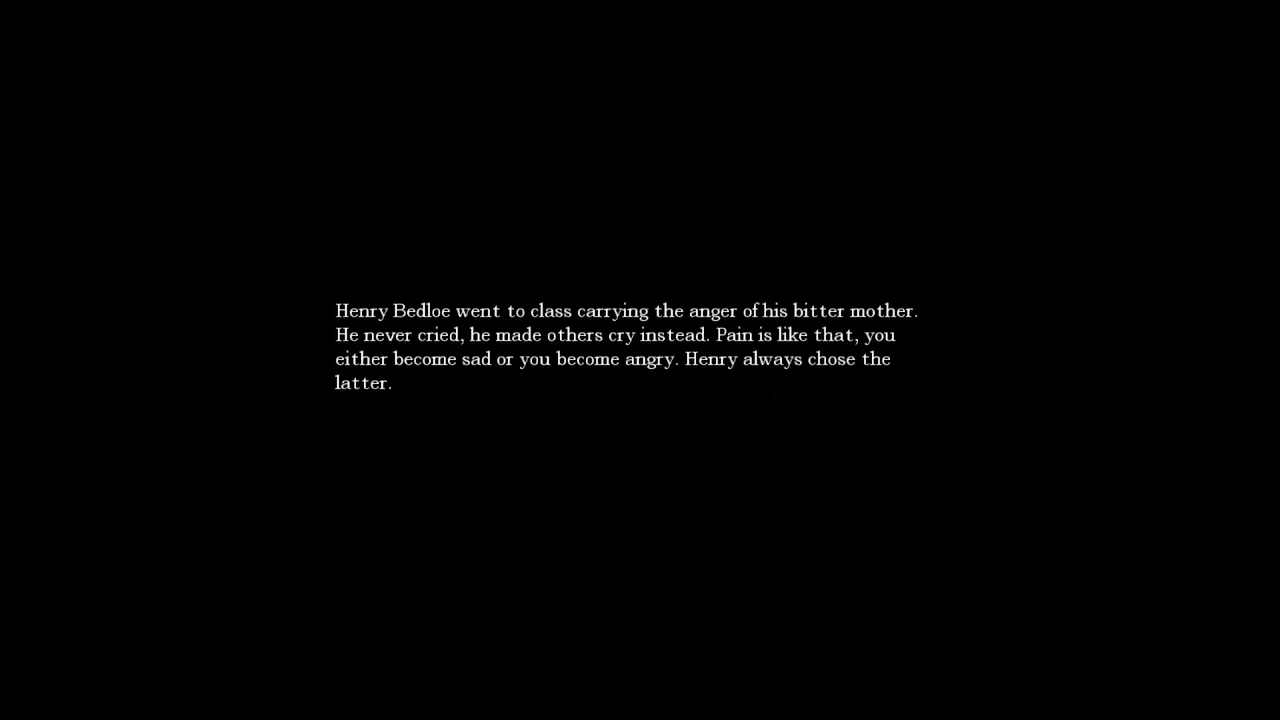 Henry Bedloe went to class carrying the anger of his bitter mother.
He never cried, he made others cry instead. Pain is like that, you
either become sad or you become angry. Henry always chose the
latter.